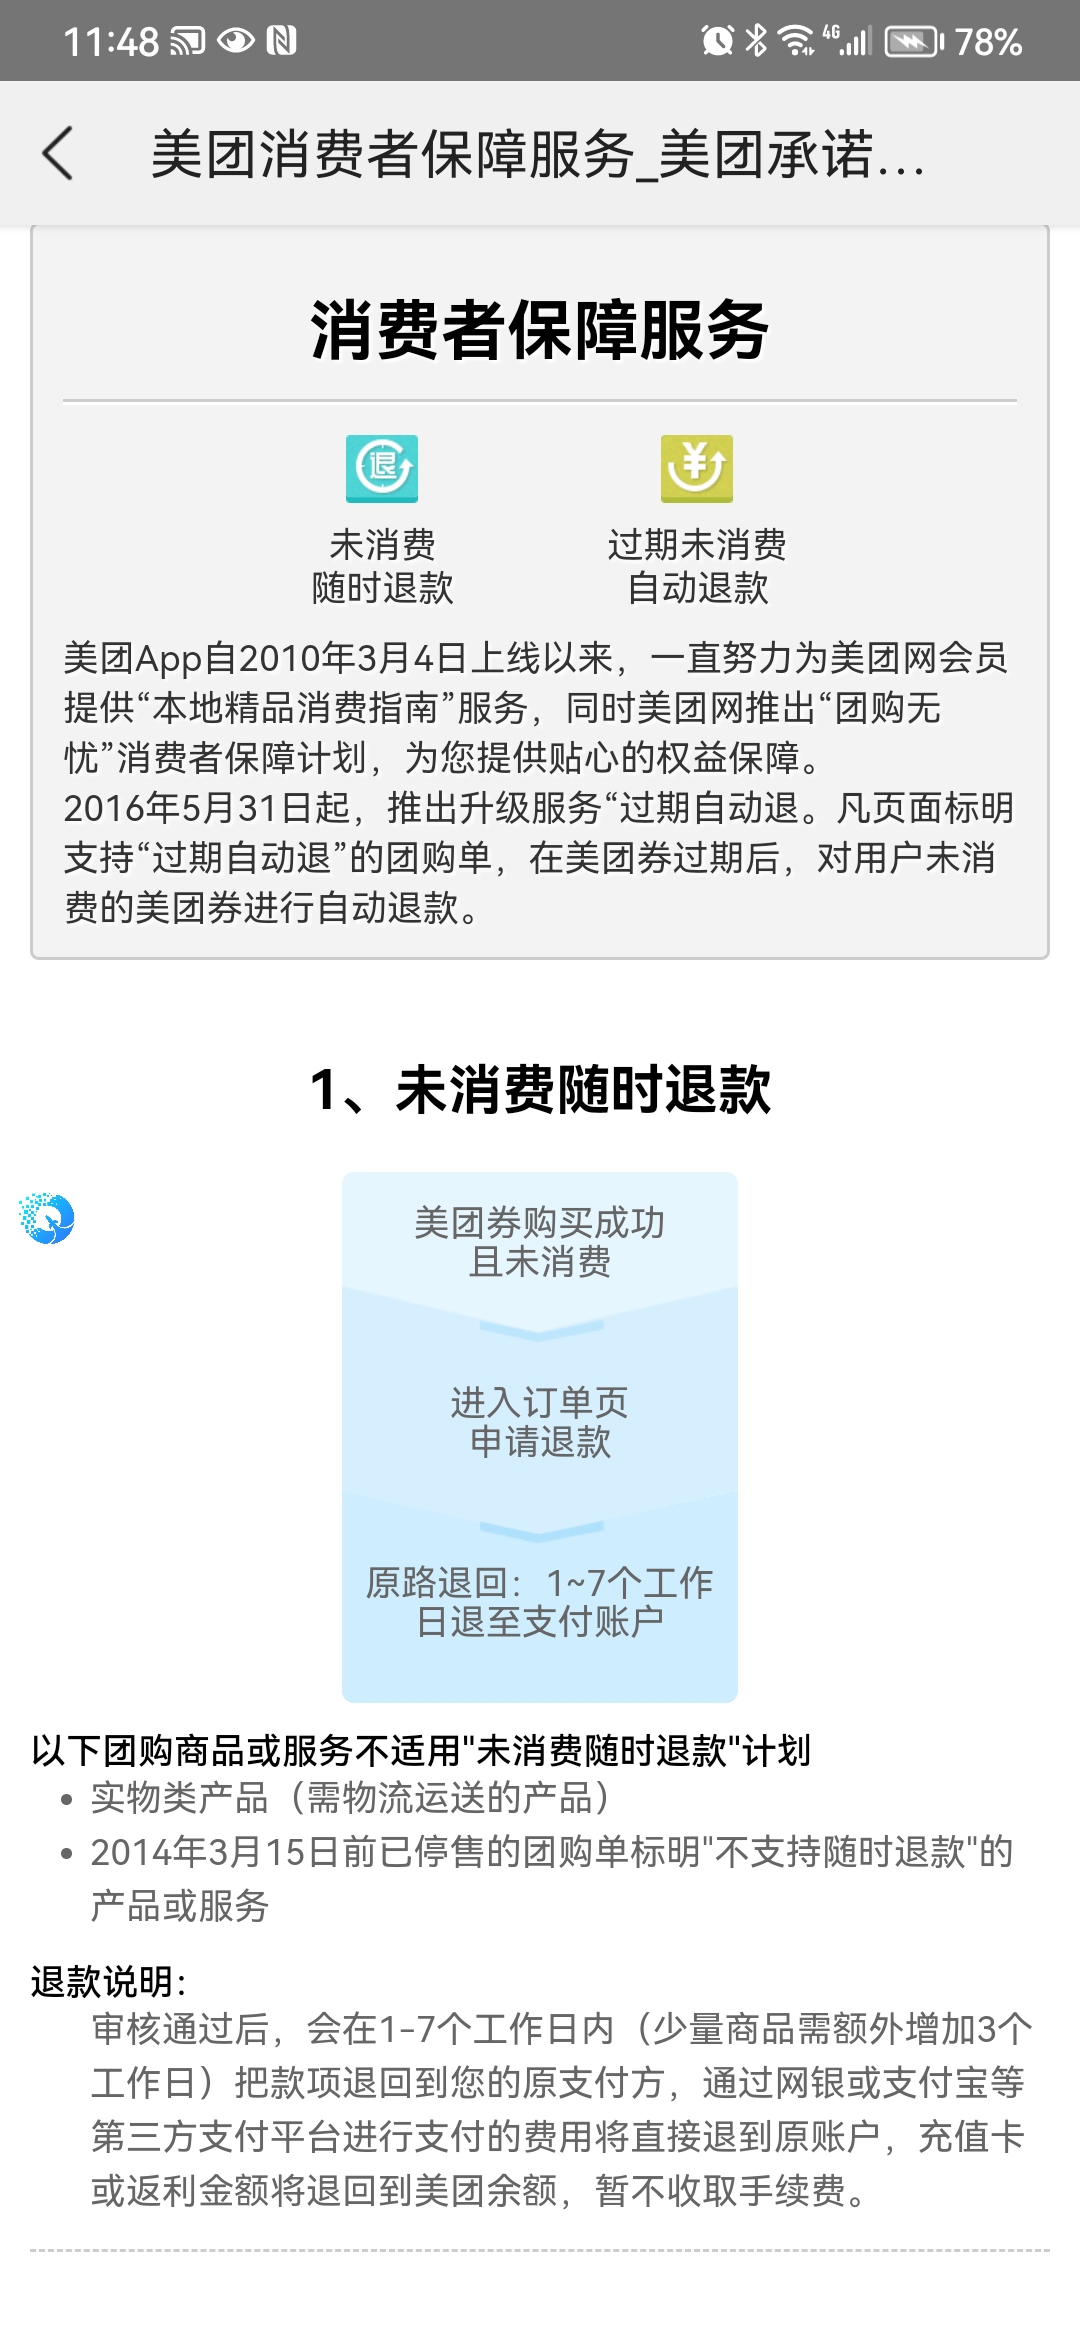 11:48
4G
78%
美团消费者保障服务_美团承诺...
消费者保障服务
退
¥
未消费
随时退款
过期未消费
自动退款
美团App自2010年3月4日上线以来，一直努力为美团网会员
提供“本地精品消费指南”服务，同时美团网推出“团购无
忧”消费者保障计划，为您提供贴心的权益保障。
2016年5月31日起，推出升级服务“过期自动退。凡页面标明
支持“过期自动退”的团购单，在美团券过期后，对用户未消
费的美团券进行自动退款。
1、未消费随时退款
美团券购买成功
且未消费
进入订单页
申请退款
原路退回：1~7个工作
日退至支付账户
以下团购商品或服务不适用"未消费随时退款"计划
• 实物类产品（需物流运送的产品）
• 2014年3月15日前已停售的团购单标明"不支持随时退款"的
产品或服务
退款说明：
审核通过后，会在1-7个工作日内（少量商品需额外增加3个
工作日）把款项退回到您的原支付方，通过网银或支付宝等
第三方支付平台进行支付的费用将直接退到原账户，充值卡
或返利金额将退回到美团余额，暂不收取手续费。